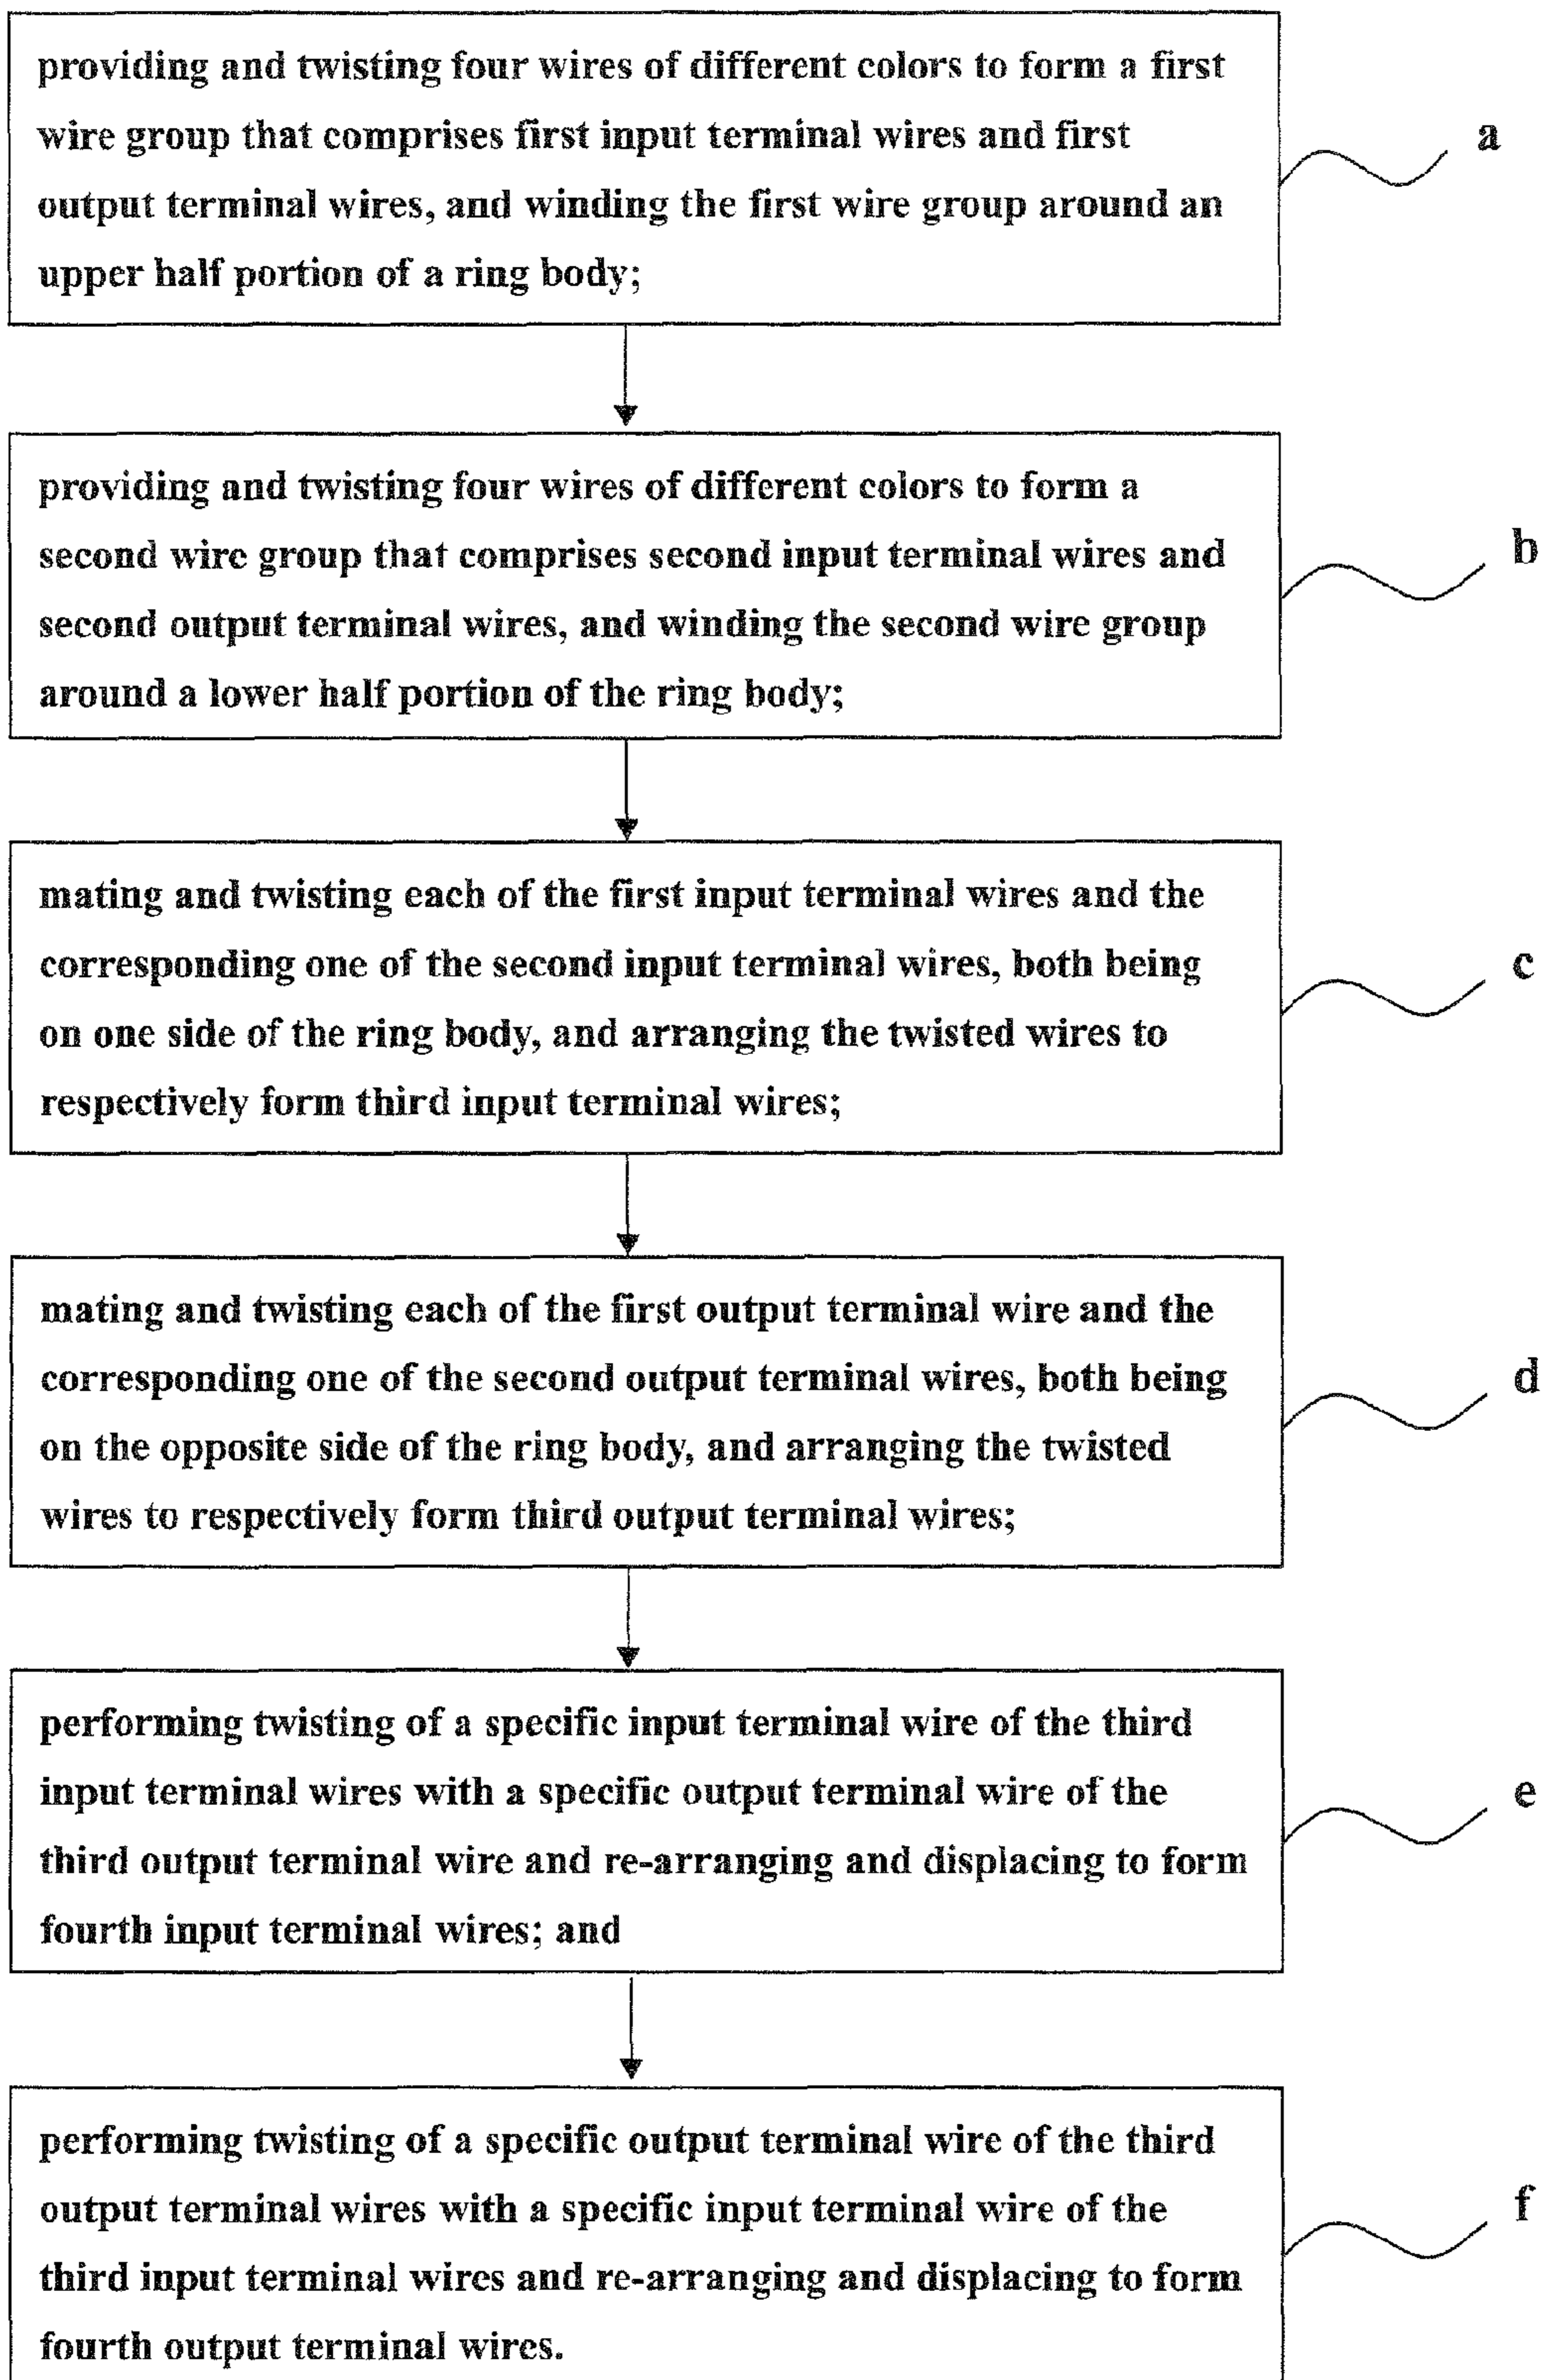 providing and twisting four wires of different colors to form a first
wire group that comprises first input terminal wires and first
output terminal wires, and winding the first wire group around an
upper half portion of a ring body;
a
providing and twisting four wires of different colors to form a
second wire group that comprises second input terminal wires and
second output terminal wires, and winding the second wire group
around a lower half portion of the ring body;
b
mating and twisting each of the first input terminal wires and the
corresponding one of the second input terminal wires, both being
on one side of the ring body, and arranging the twisted wires to
respectively form third input terminal wires;
c
mating and twisting each of the first output terminal wire and the
corresponding one of the second output terminal wires, both being
on the opposite side of the ring body, and arranging the twisted
wires to respectively form third output terminal wires;
d
performing twisting of a specific input terminal wire of the third
input terminal wires with a specific output terminal wire of the
third output terminal wire and re-arranging and displacing to form
fourth input terminal wires; and
e
performing twisting of a specific output terminal wire of the third
output terminal wires with a specific input terminal wire of the
third input terminal wires and re-arranging and displacing to form
fourth output terminal wires.
f